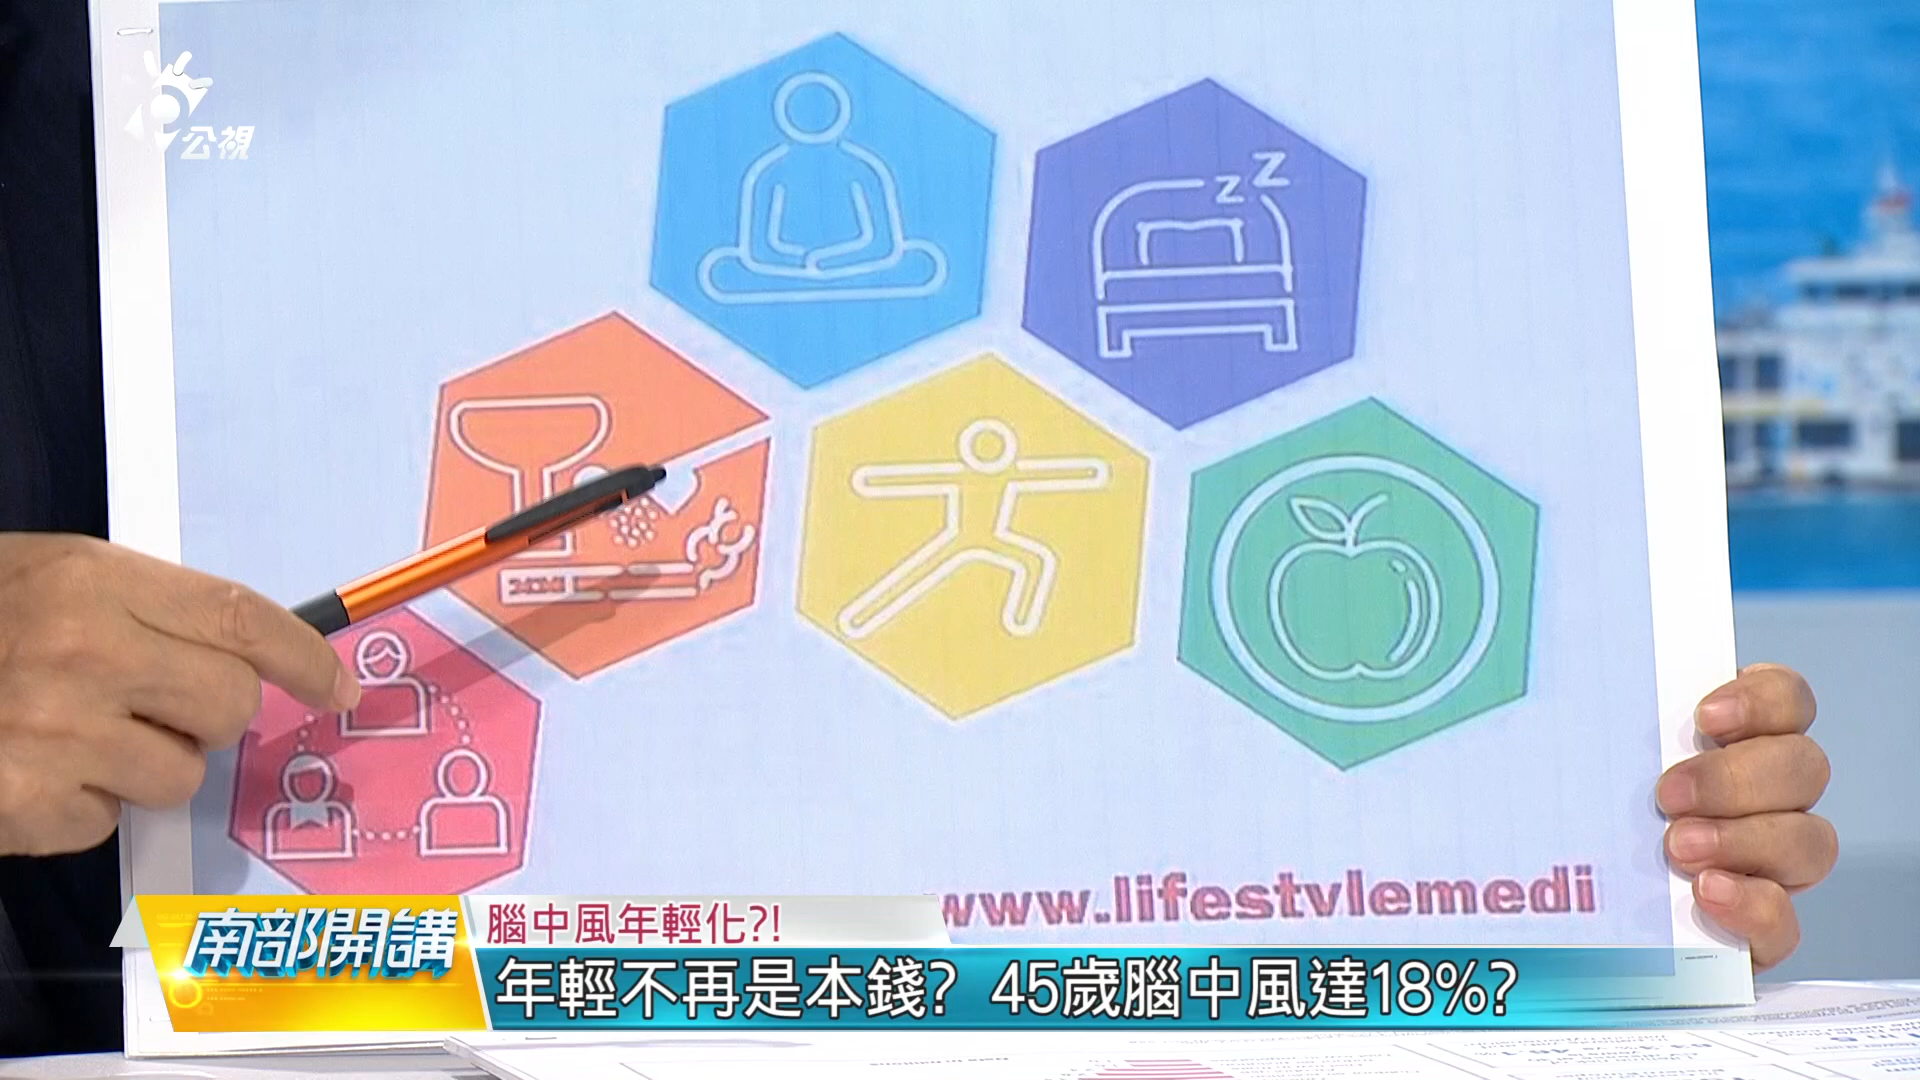 公視
z Z
www.lifestylemedi
南部開講
腦中風年輕化?!
年輕不再是本錢? 45歲腦中風達18%?